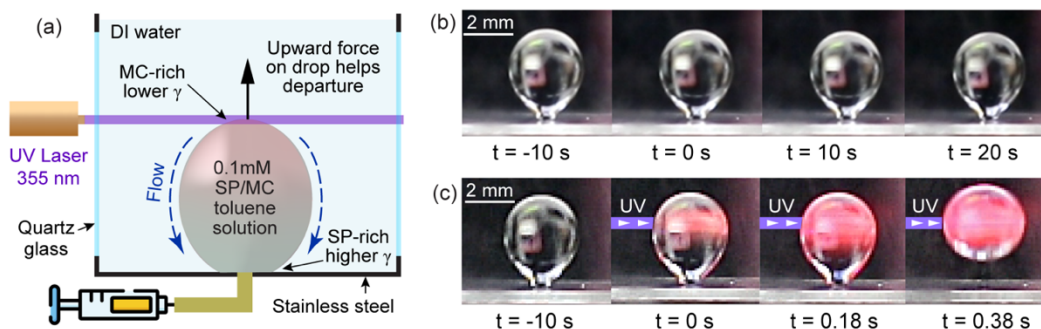 (a)
DI water
MC-rich
lower γ
Upward force
on drop helps
departure
UV Laser
355 nm
Flow
0.1mM
SP/MC
toluene
solution
Quartz
glass
SP-rich
higher γ
Stainless steel
(b)
2 mm
t = -10 s
t = 0 s
t = 10 s
t = 20 s
(c)
2 mm
UV
UV
UV
t = -10 s
t = 0 s
t = 0.18 s
t = 0.38 s